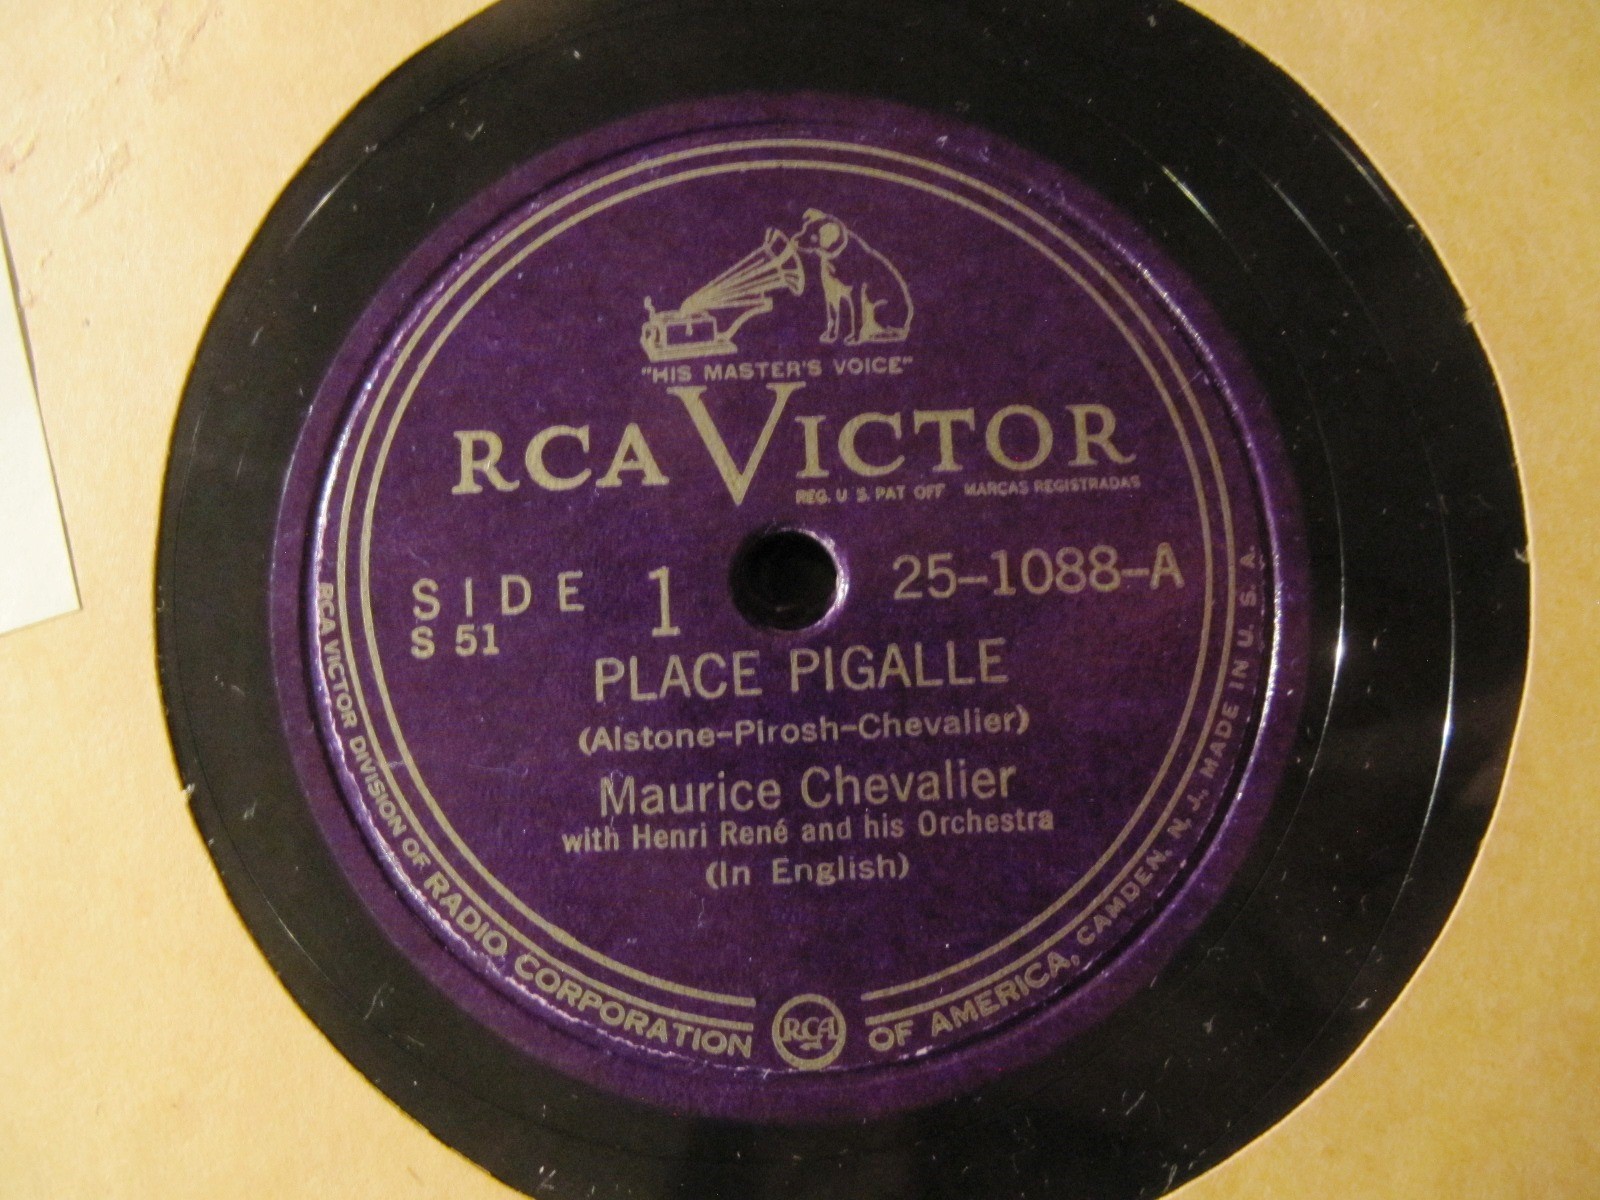 "HIS MASTER'S VOICE"
RCA VICTOR
REG. U S. PAT OFF MARCAS REGISTRADAS
SIDE 1
25-1088-A
S 51
PLACE PIGALLE
(Alstone-Pirosh-Chevalier)
Maurice Chevalier
with Henri René and his Orchestra
(In English)
RCA VICTOR DIVISION OF RADIO CORPORATION OF AMERICA, CAMDEN, N. J., MADE IN U. S. A.
RCA